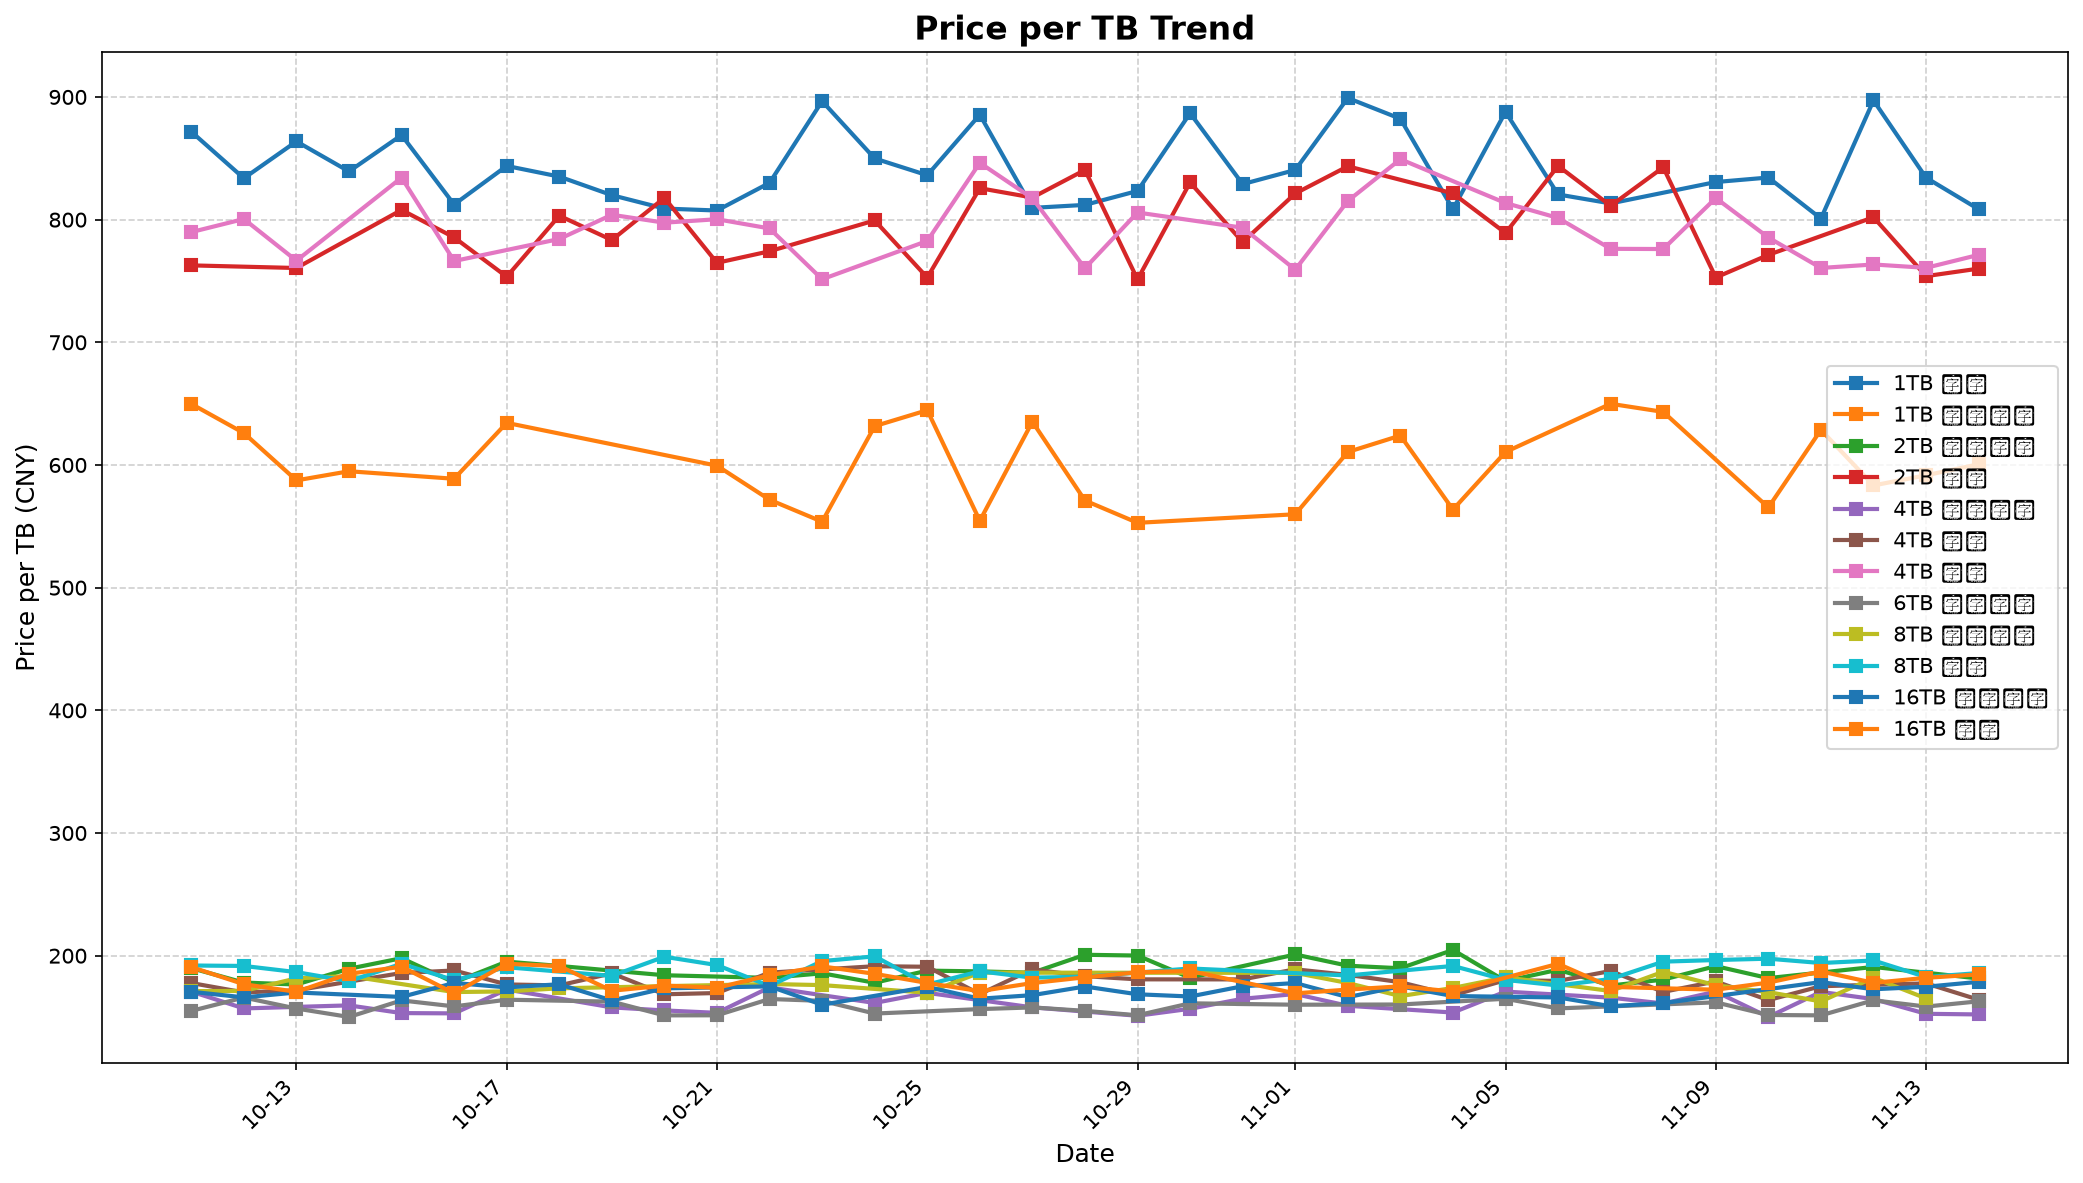 Price per TB Trend
900
800
700
600
500
400
300
200
Price per TB (CNY)
10-13
10-17
10-21
10-25
10-29
11-01
11-05
11-09
11-13
Date
1TB
1TB
2TB
2TB
4TB
4TB
4TB
6TB
8TB
8TB
16TB
16TB